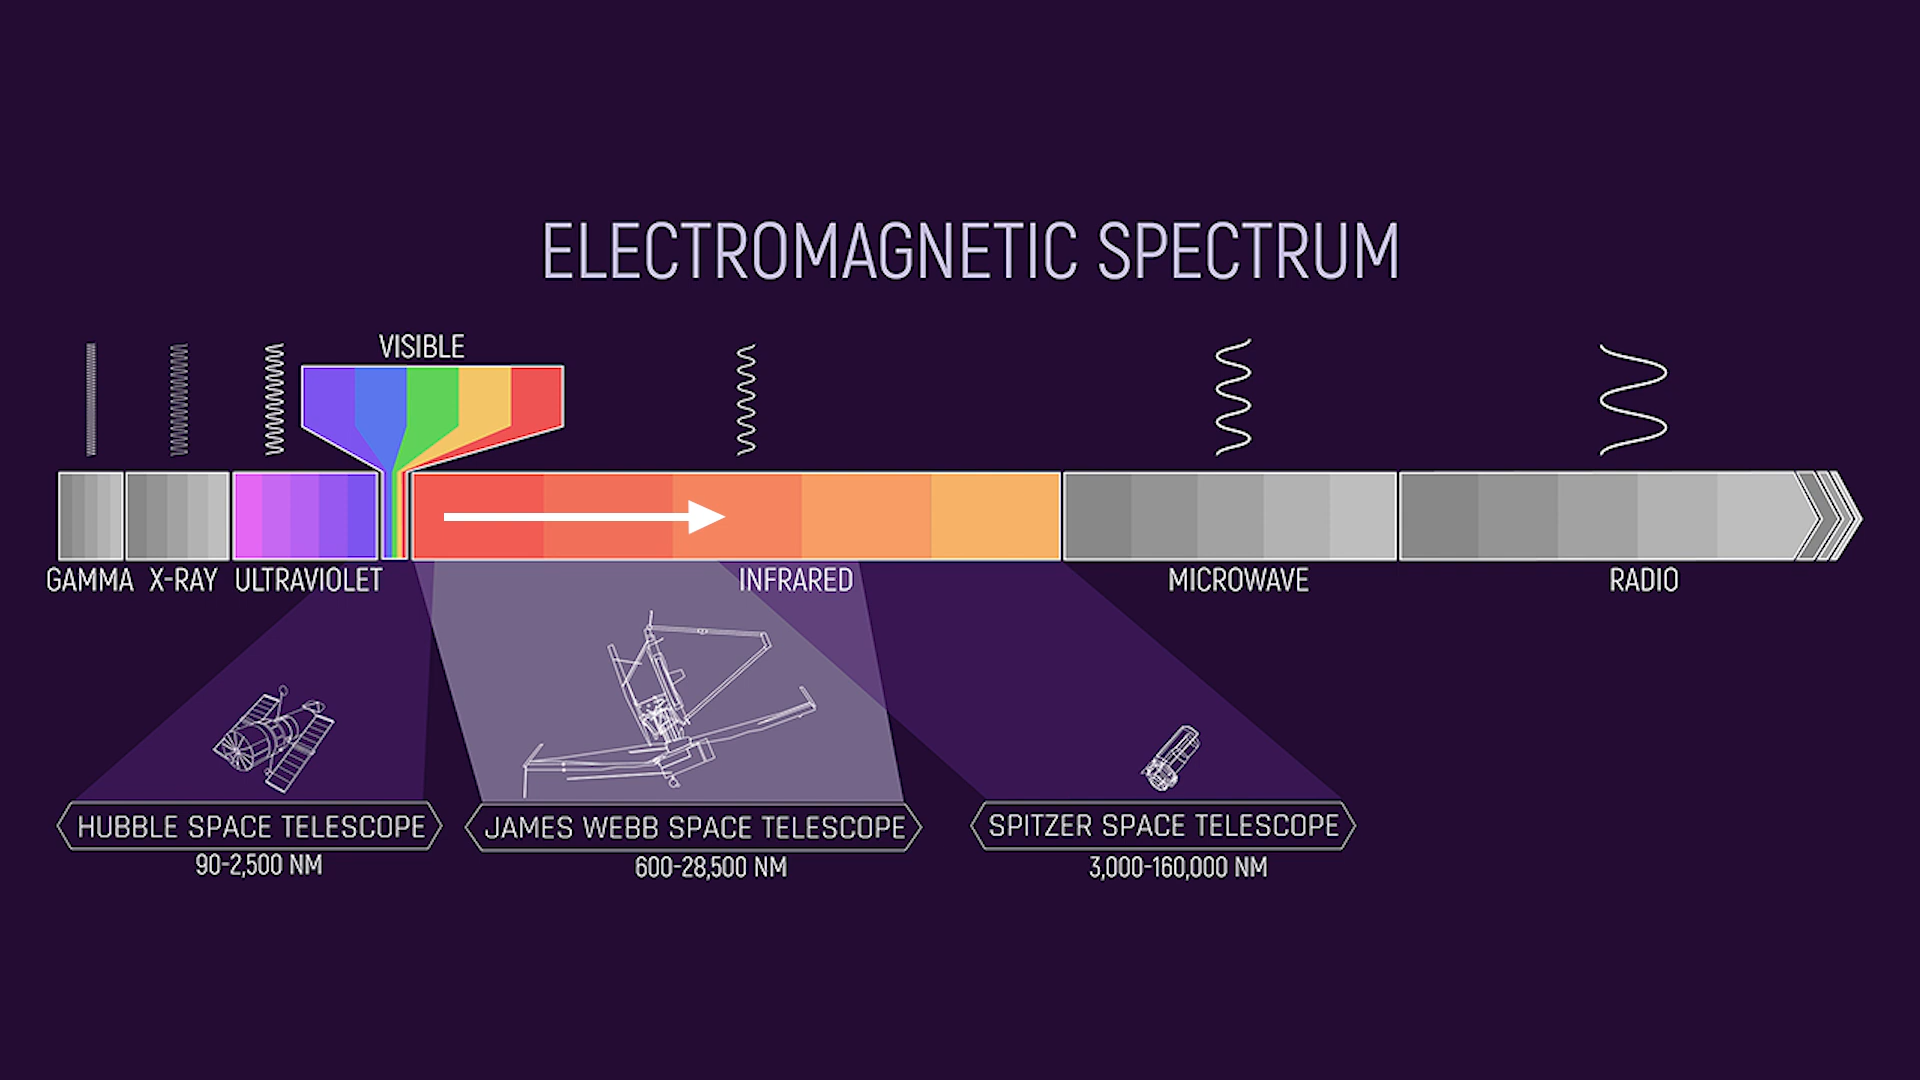 ELECTROMAGNETIC SPECTRUM
VISIBLE
GAMMA X-RAY ULTRAVIOLET INFRARED MICROWAVE RADIO
HUBBLE SPACE TELESCOPE
90-2,500 NM
JAMES WEBB SPACE TELESCOPE
600-28,500 NM
SPITZER SPACE TELESCOPE
3,000-160,000 NM